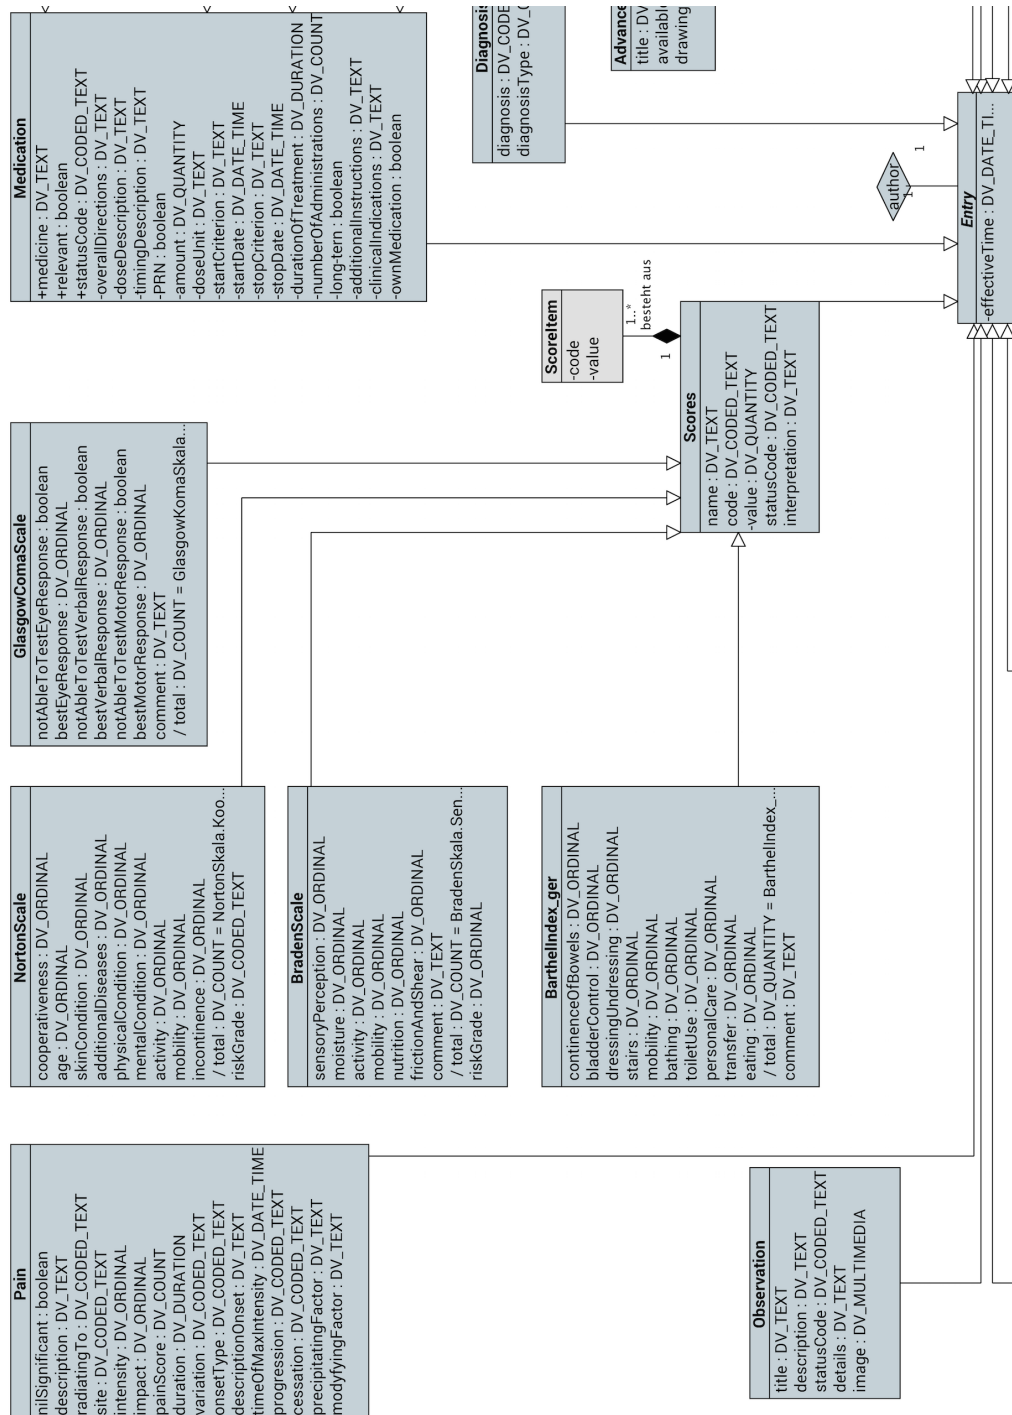 Pain
nilSignificant : boolean
description : DV_TEXT
radiatingTo : DV_CODED_TEXT
site : DV_CODED_TEXT
intensity : DV_ORDINAL
impact : DV_ORDINAL
painScore : DV_COUNT
duration : DV_DURATION
variation : DV_CODED_TEXT
onsetType : DV_CODED_TEXT
descriptionOnset : DV_TEXT
timeOfMaxIntensity : DV_DATE_TIME
progression : DV_CODED_TEXT
cessation : DV_CODED_TEXT
precipitatingFactor : DV_TEXT
modyfyingFactor : DV_TEXT
NortonScale
cooperativeness : DV_ORDINAL
age : DV_ORDINAL
skinCondition : DV_ORDINAL
additionalDiseases : DV_ORDINAL
physicalCondition : DV_ORDINAL
mentalCondition : DV_ORDINAL
activity : DV_ORDINAL
mobility : DV_ORDINAL
incontinence : DV_ORDINAL
/ total : DV_COUNT = NortonSkala.Koo...
riskGrade : DV_CODED_TEXT
GlasgowComaScale
notAbleToTestEyeResponse : boolean
bestEyeResponse : DV_ORDINAL
notAbleToTestVerbalResponse : boolean
bestVerbalResponse : DV_ORDINAL
notAbleToTestMotorResponse : boolean
bestMotorResponse : DV_ORDINAL
comment : DV_TEXT
/ total : DV_COUNT = GlasgowKomaSkala...
Medication
+medicine : DV_TEXT
+relevant : boolean
+statusCode : DV_CODED_TEXT
-overallDirections : DV_TEXT
-doseDescription : DV_TEXT
-timingDescription : DV_TEXT
-PRN : boolean
-amount : DV_QUANTITY
-doseUnit : DV_TEXT
-startCriterion : DV_TEXT
-startDate : DV_DATE_TIME
-stopCriterion : DV_TEXT
-stopDate : DV_DATE_TIME
-durationOfTreatment : DV_DURATION
-numberOfAdministrations : DV_COUNT
-long-tern : boolean
-additionalInstructions : DV_TEXT
-clinicalIndications : DV_TEXT
-ownMedication : boolean
BradenScale
sensoryPerception : DV_ORDINAL
moisture : DV_ORDINAL
activity : DV_ORDINAL
mobility : DV_ORDINAL
nutrition : DV_ORDINAL
frictionAndShear : DV_ORDINAL
comment : DV_TEXT
/ total : DV_COUNT = BradenSkala.Sen...
riskGrade : DV_ORDINAL
Diagnosis
diagnosis : DV_CODE
diagnosisType : DV_
BarthelIndex_ger
continenceOfBowels : DV_ORDINAL
bladderControl : DV_ORDINAL
dressingUndressing : DV_ORDINAL
stairs : DV_ORDINAL
mobility : DV_ORDINAL
bathing : DV_ORDINAL
toiletUse : DV_ORDINAL
personalCare : DV_ORDINAL
transfer : DV_ORDINAL
eating : DV_ORDINAL
/ total : DV_QUANTITY = BarthelIndex_...
comment : DV_TEXT
ScoreItem
-code
-value
1..*
besteht aus
1
Advance
title : DV
available
drawing
Scores
name : DV_TEXT
code : DV_CODED_TEXT
-value : DV_QUANTITY
statusCode : DV_CODED_TEXT
interpretation : DV_TEXT
Observation
title : DV_TEXT
description : DV_TEXT
statusCode : DV_CODED_TEXT
details : DV_TEXT
image : DV_MULTIMEDIA
author
1
1
Entry
-effectiveTime : DV_DATE_TI...